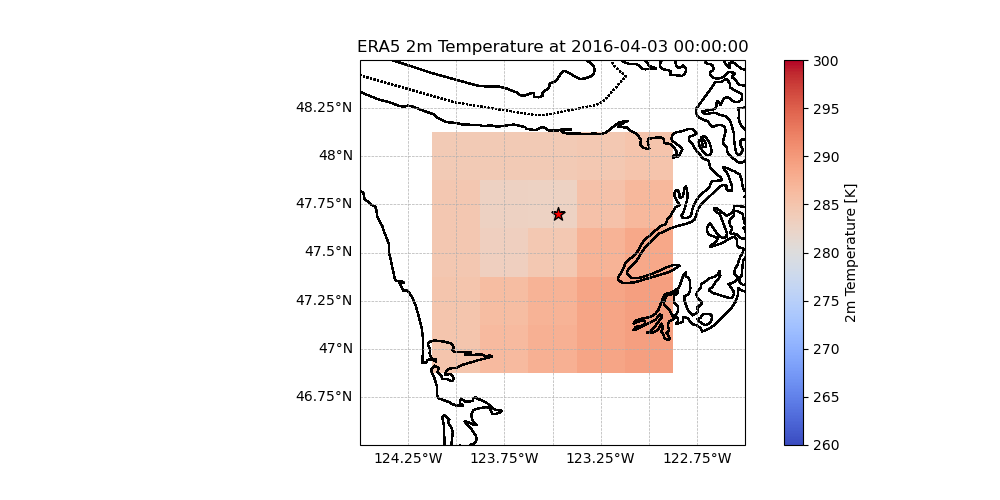 ERA5 2m Temperature at 2016-04-03 00:00:00
48.25°N
48°N
47.75°N
47.5°N
47.25°N
47°N
46.75°N
124.25°W 123.75°W 123.25°W 122.75°W
300
295
290
285
280
275
270
265
260
2m Temperature [K]